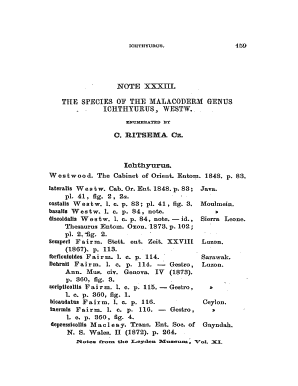 ICHTHYURUS. 159
NOTE XXXIII.
THE SPECIES OF THE MALACODERM GENUS
ICHTHYURUS, WESTW.
ENUMERATED BY
C. RITSEMA Cz.
Ichthyurus.
Westwood. The Cabinet of Orient. Entom. 1848. p. 83.
lateralis Westw. Cab. Or. Ent. 1848. p. 83; Java.
pl. 41, fig. 2, 2a.
costalis Westw. l. c. p. 83; pl. 41, fig. 3. Moulmein.
basalis Westw. l. c. p. 84, note. »
discoidalis Westw. l. c. p. 84, note. — id., Sierra Leone.
Thesaurus Entom. Oxon. 1873. p. 102;
pl. 2, fig. 2.
Semperi Fairm. Stett. ent. Zeit. XXVIII Luzon.
(1867). p. 113.
forficuloides Fairm. l. c. p. 114. Sarawak.
Bohrali Fairm. l. c. p. 114. — Gestro, Luzon.
Ann. Mus. civ. Genova. IV (1873).
p. 360, fig. 3.
scripticollis Fairm. l. c. p. 115. — Gestro, »
l. c. p. 360, fig. 1.
bicaudatus Fairm. l. c. p. 116. Ceylon.
inermis Fairm. l. c. p. 116. — Gestro, »
l. c. p. 360, fig. 4.
depressicollis Macleay. Trans. Ent. Soc. of Gayndah.
N. S. Wales. II (1872). p. 264.
Notes from the Leyden Museum, Vol. XI.